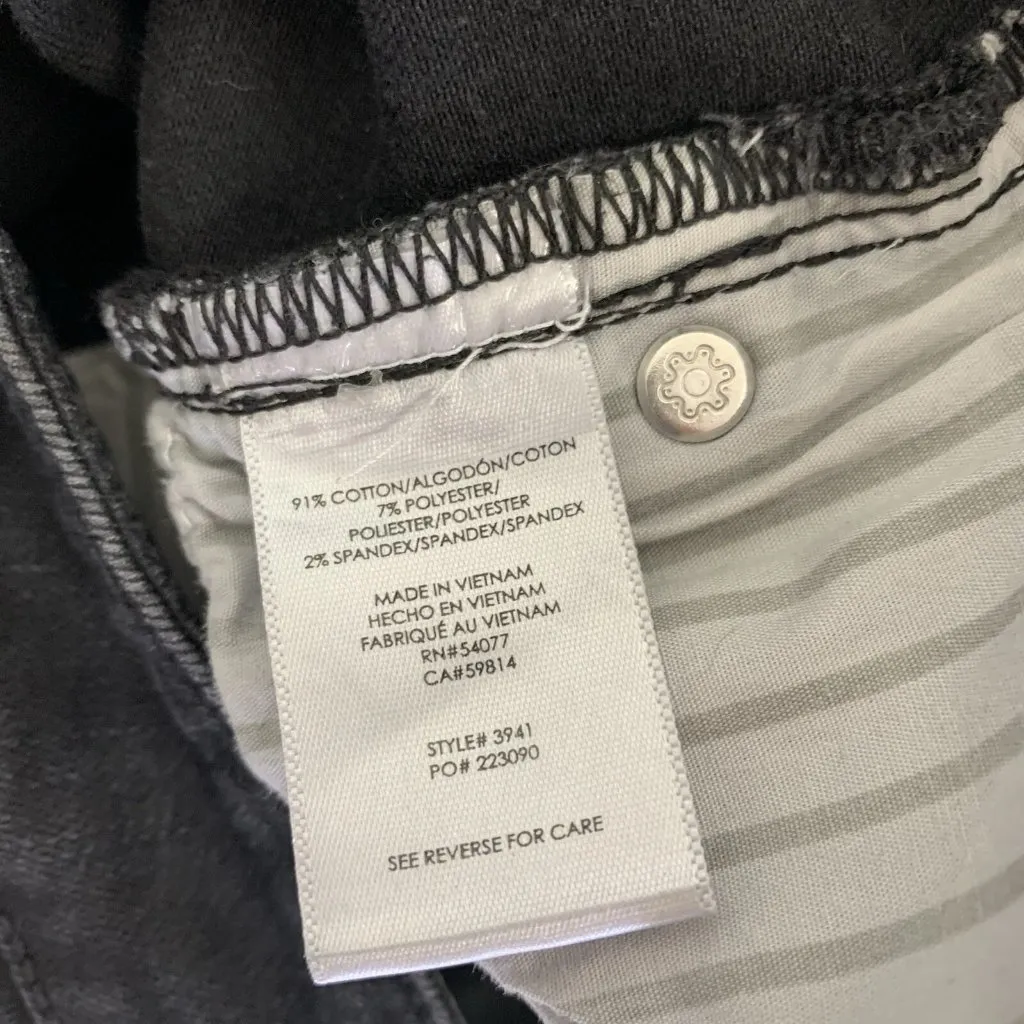 91% COTTON/ALGODÓN/COTON
7% POLYESTER/
POLIESTER/POLYESTER
2% SPANDEX/SPANDEX/SPANDEX
MADE IN VIETNAM
HECHO EN VIETNAM
FABRIQUÉ AU VIETNAM
RN#54077
CA#59814
STYLE# 3941
PO# 223090
SEE REVERSE FOR CARE